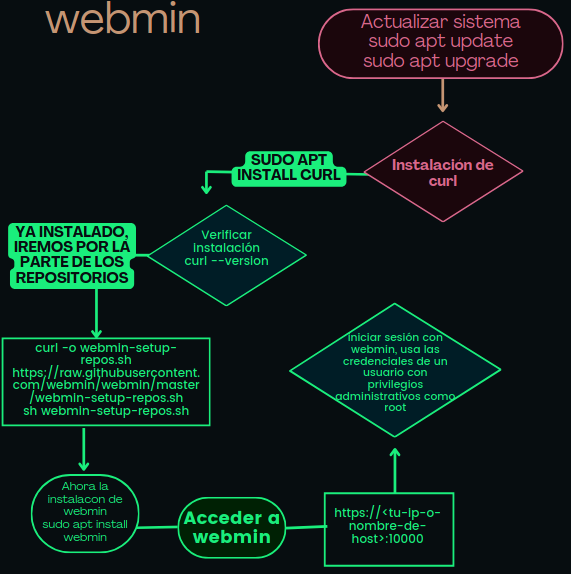 webmin
Actualizar sistema
sudo apt update
sudo apt upgrade
Instalación de
curl
SUDO APT
INSTALL CURL
Verificar
Instalación
curl --version
YA INSTALADO,
IREMOS POR LA
PARTE DE LOS
REPOSITORIOS
curl -o webmin-setup-
repos.sh
https://raw.githubusercontent.
com/webmin/webmin/master
/webmin-setup-repos.sh
sh webmin-setup-repos.sh
Ahora la
instalacon de
webmin
sudo apt install
webmin
Acceder a
webmin
https://<tu-ip-o-
nombre-de-
host>:10000
Iniciar sesión con
webmin, usa las
credenciales de un
usuario con
privilegios
administrativos como
root